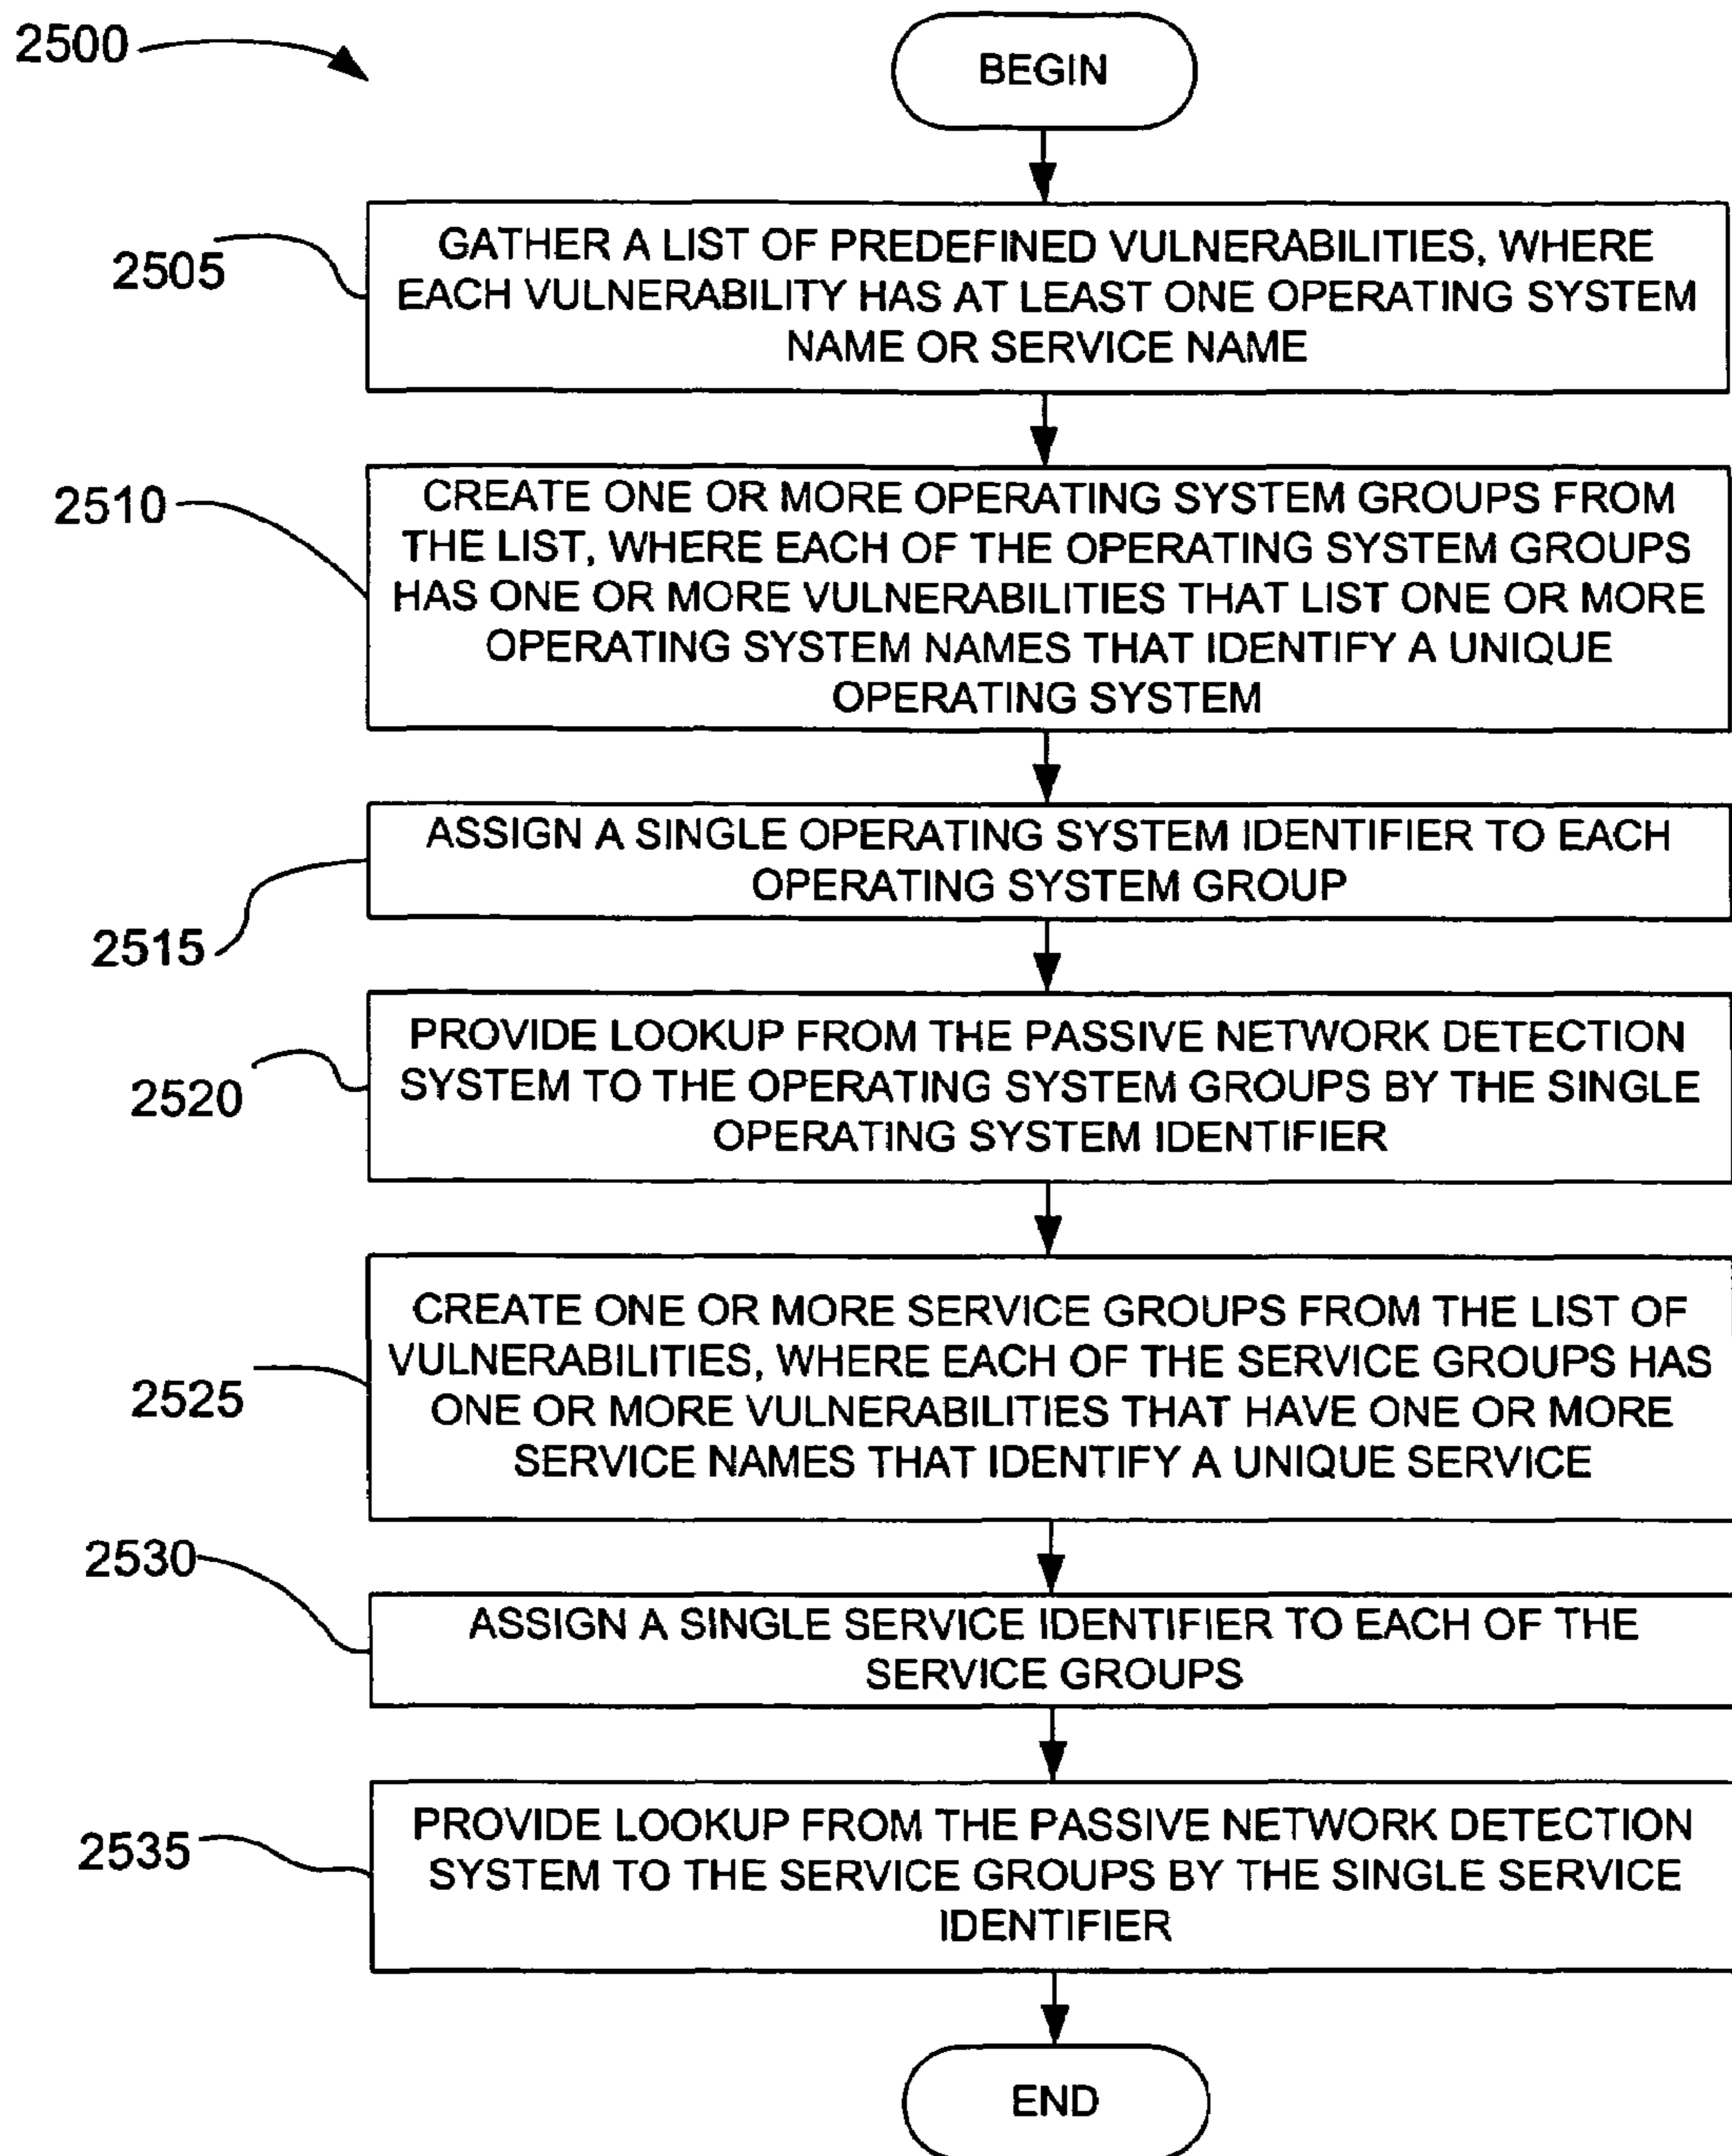 2500
BEGIN
2505
GATHER A LIST OF PREDEFINED VULNERABILITIES, WHERE
EACH VULNERABILITY HAS AT LEAST ONE OPERATING SYSTEM
NAME OR SERVICE NAME
2510
CREATE ONE OR MORE OPERATING SYSTEM GROUPS FROM
THE LIST, WHERE EACH OF THE OPERATING SYSTEM GROUPS
HAS ONE OR MORE VULNERABILITIES THAT LIST ONE OR MORE
OPERATING SYSTEM NAMES THAT IDENTIFY A UNIQUE
OPERATING SYSTEM
2515
ASSIGN A SINGLE OPERATING SYSTEM IDENTIFIER TO EACH
OPERATING SYSTEM GROUP
2520
PROVIDE LOOKUP FROM THE PASSIVE NETWORK DETECTION
SYSTEM TO THE OPERATING SYSTEM GROUPS BY THE SINGLE
OPERATING SYSTEM IDENTIFIER
2525
CREATE ONE OR MORE SERVICE GROUPS FROM THE LIST OF
VULNERABILITIES, WHERE EACH OF THE SERVICE GROUPS HAS
ONE OR MORE VULNERABILITIES THAT HAVE ONE OR MORE
SERVICE NAMES THAT IDENTIFY A UNIQUE SERVICE
2530
ASSIGN A SINGLE SERVICE IDENTIFIER TO EACH OF THE
SERVICE GROUPS
2535
PROVIDE LOOKUP FROM THE PASSIVE NETWORK DETECTION
SYSTEM TO THE SERVICE GROUPS BY THE SINGLE SERVICE
IDENTIFIER
END